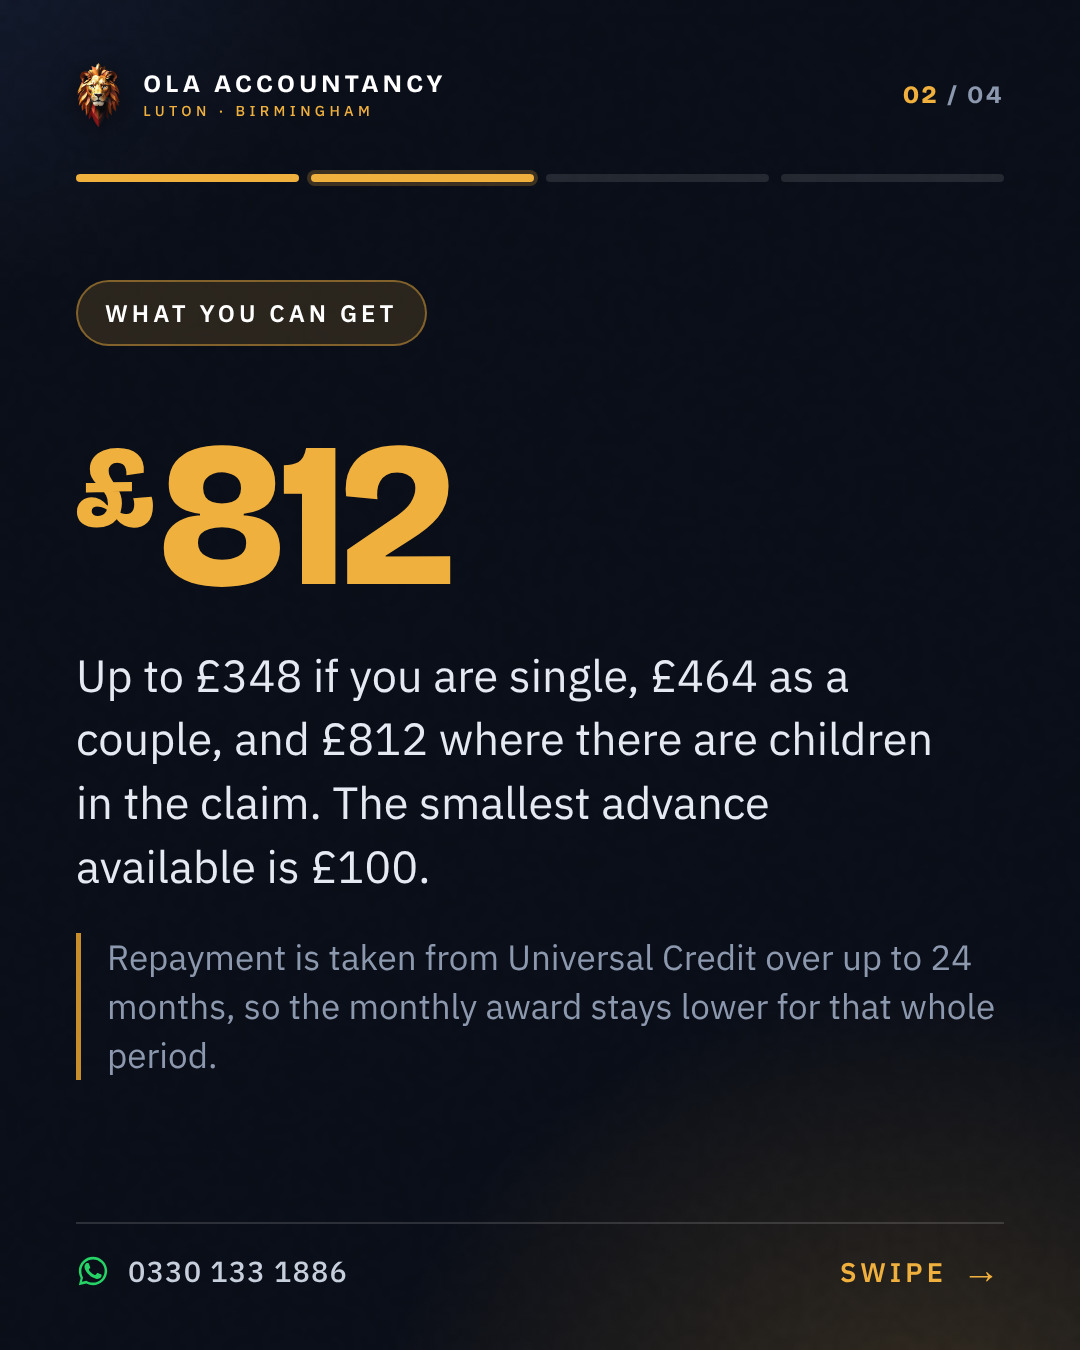 OLA ACCOUNTANCY
LUTON · BIRMINGHAM
02 / 04
WHAT YOU CAN GET
£812
Up to £348 if you are single, £464 as a
couple, and £812 where there are children
in the claim. The smallest advance
available is £100.
Repayment is taken from Universal Credit over up to 24
months, so the monthly award stays lower for that whole
period.
0330 133 1886
SWIPE →